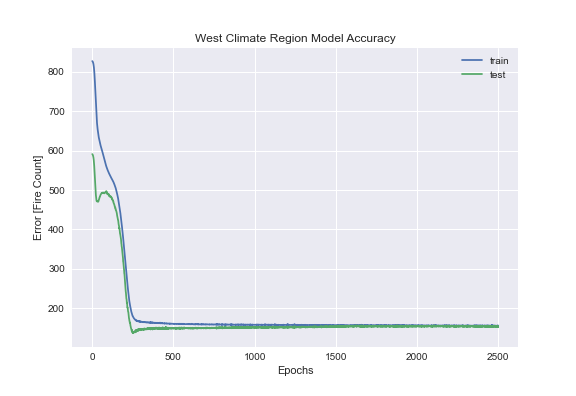 West Climate Region Model Accuracy
train
test
800
700
600
500
400
300
200
Error [Fire Count]
0
500
1000
1500
2000
2500
Epochs